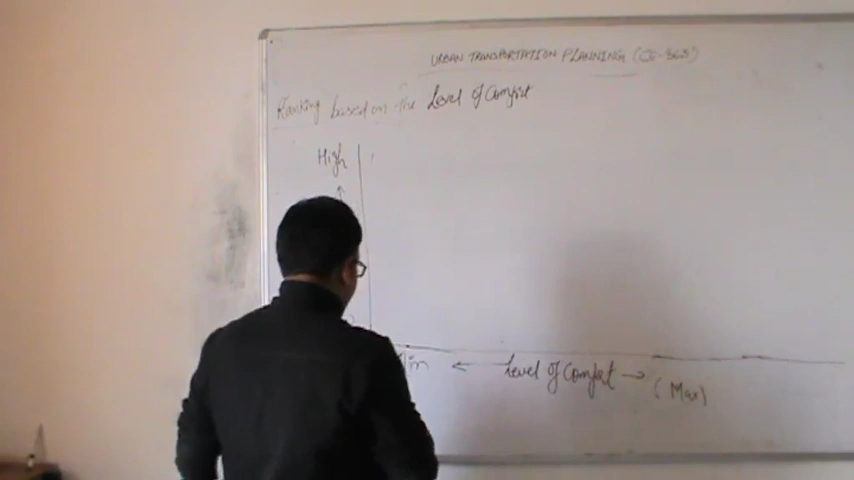 URBAN TRANSPORTATION PLANNING (CE-363)
Ranking based on the Level of Comfort
High
Min ← Level of Comfort → (Max)